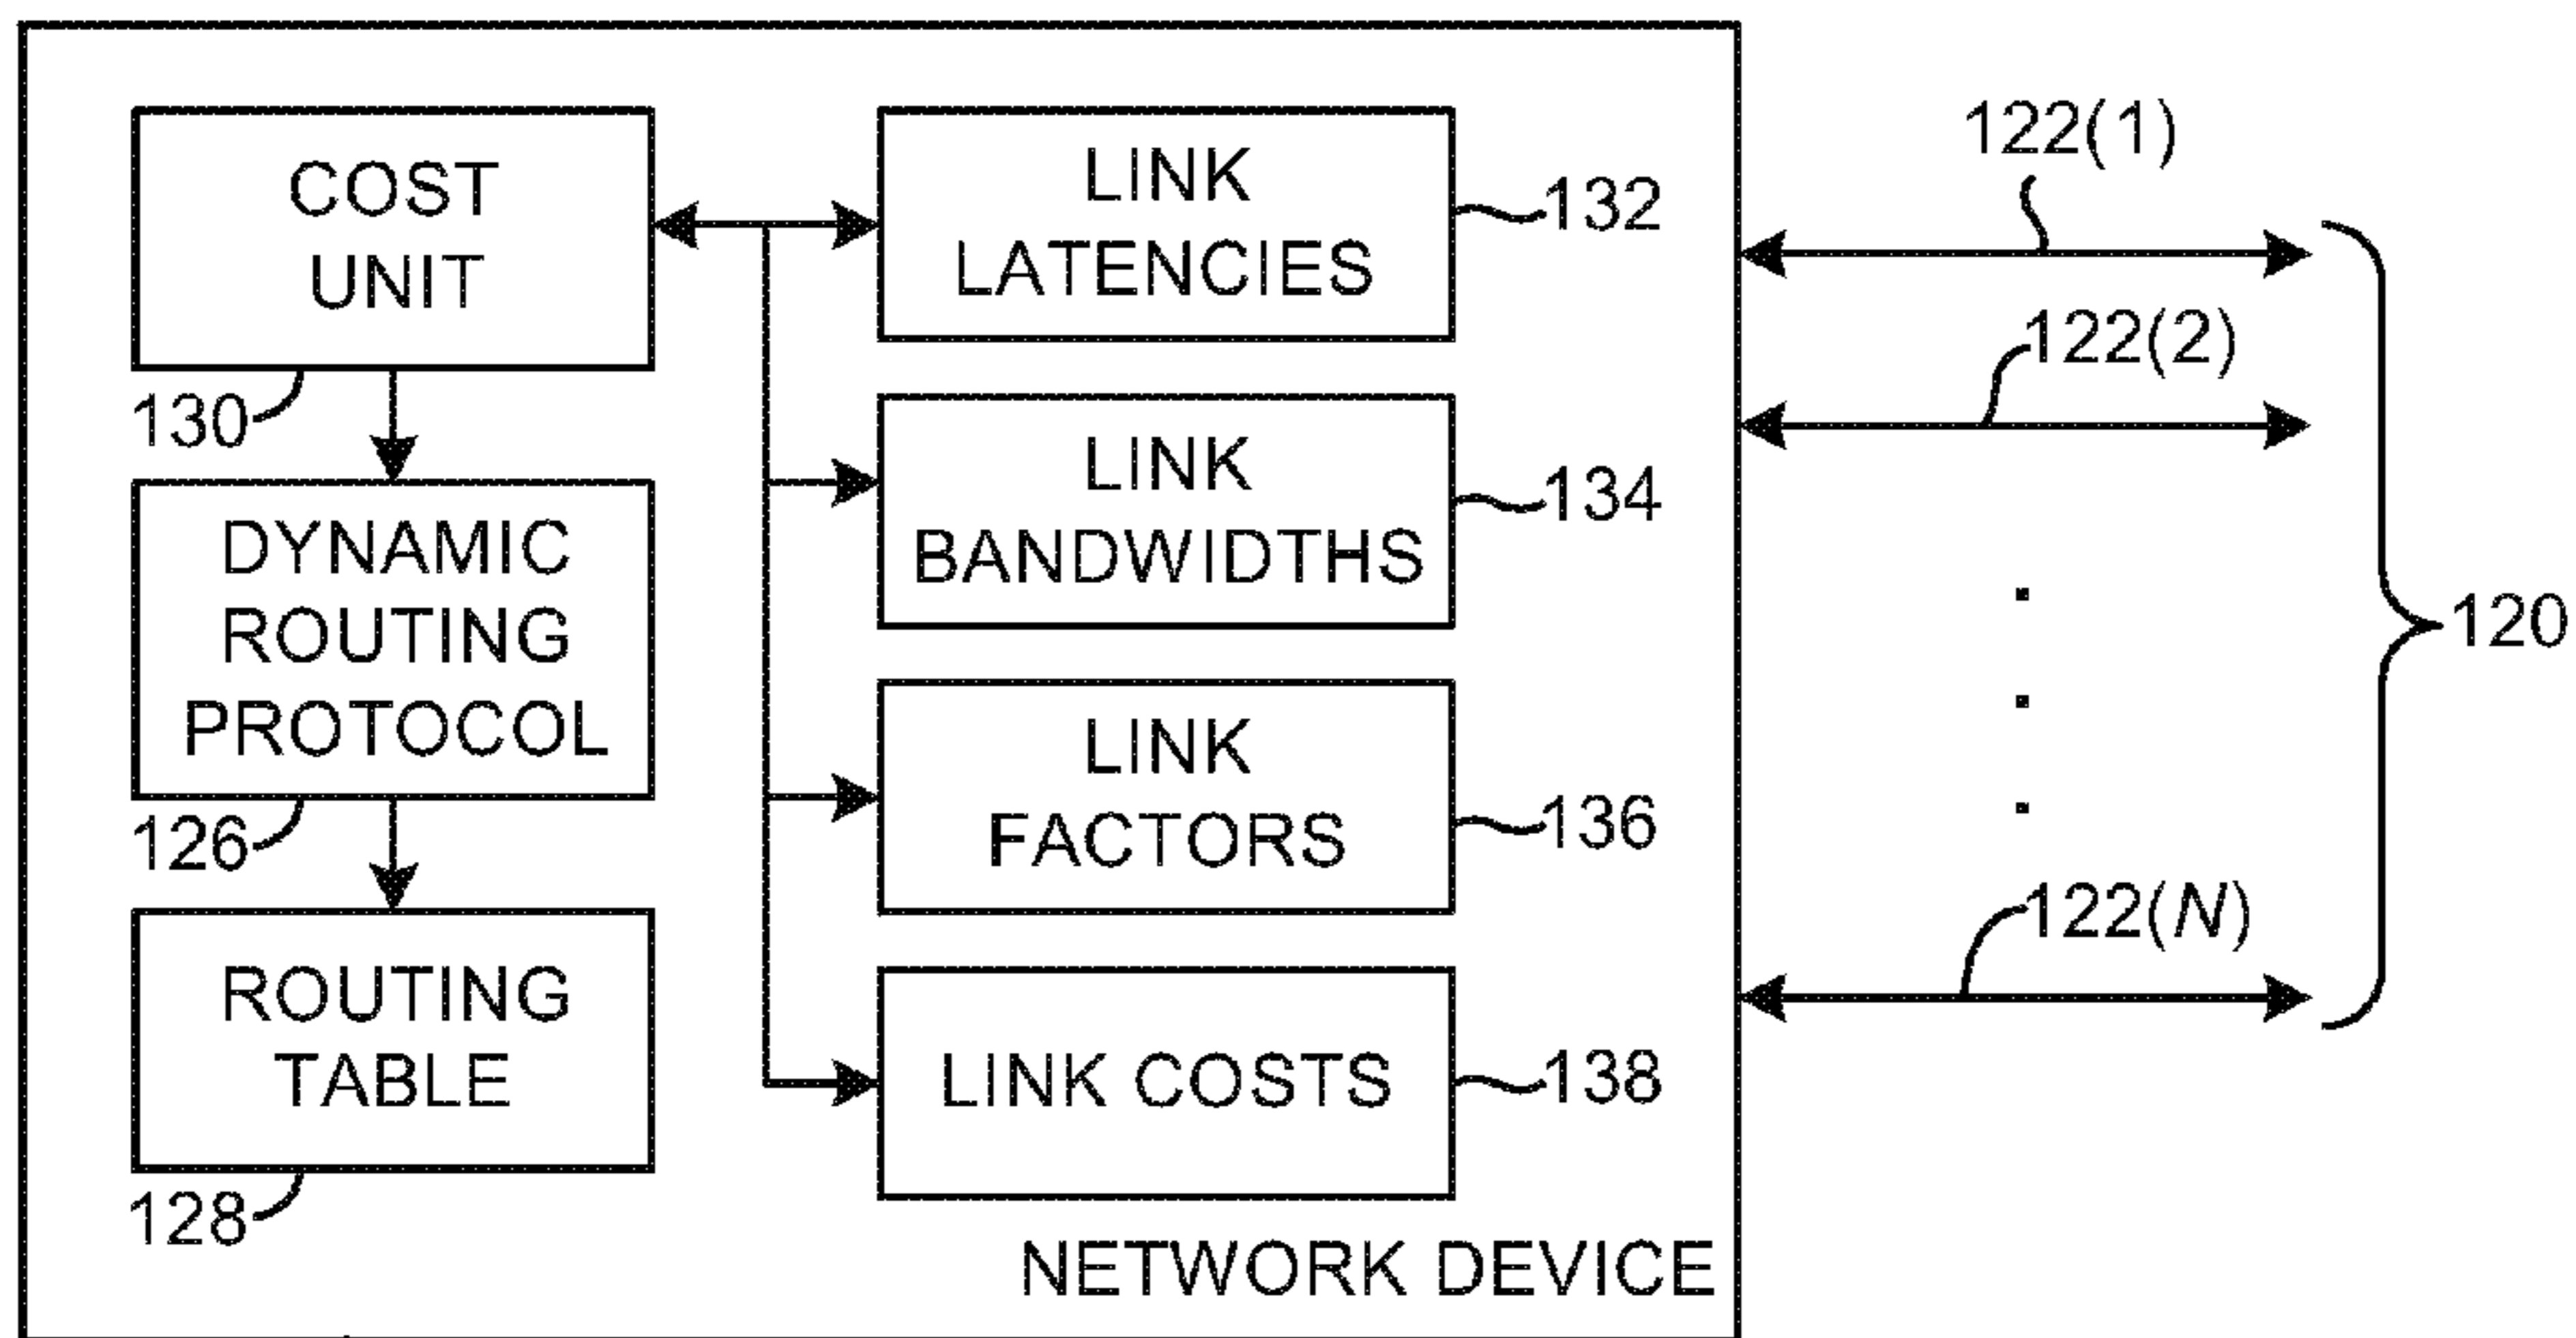 COST
UNIT
130
DYNAMIC
ROUTING
PROTOCOL
126
ROUTING
TABLE
128
LINK
LATENCIES
132
LINK
BANDWIDTHS
134
LINK
FACTORS
136
LINK COSTS
138
NETWORK DEVICE
122(1)
122(2)
122(N)
120